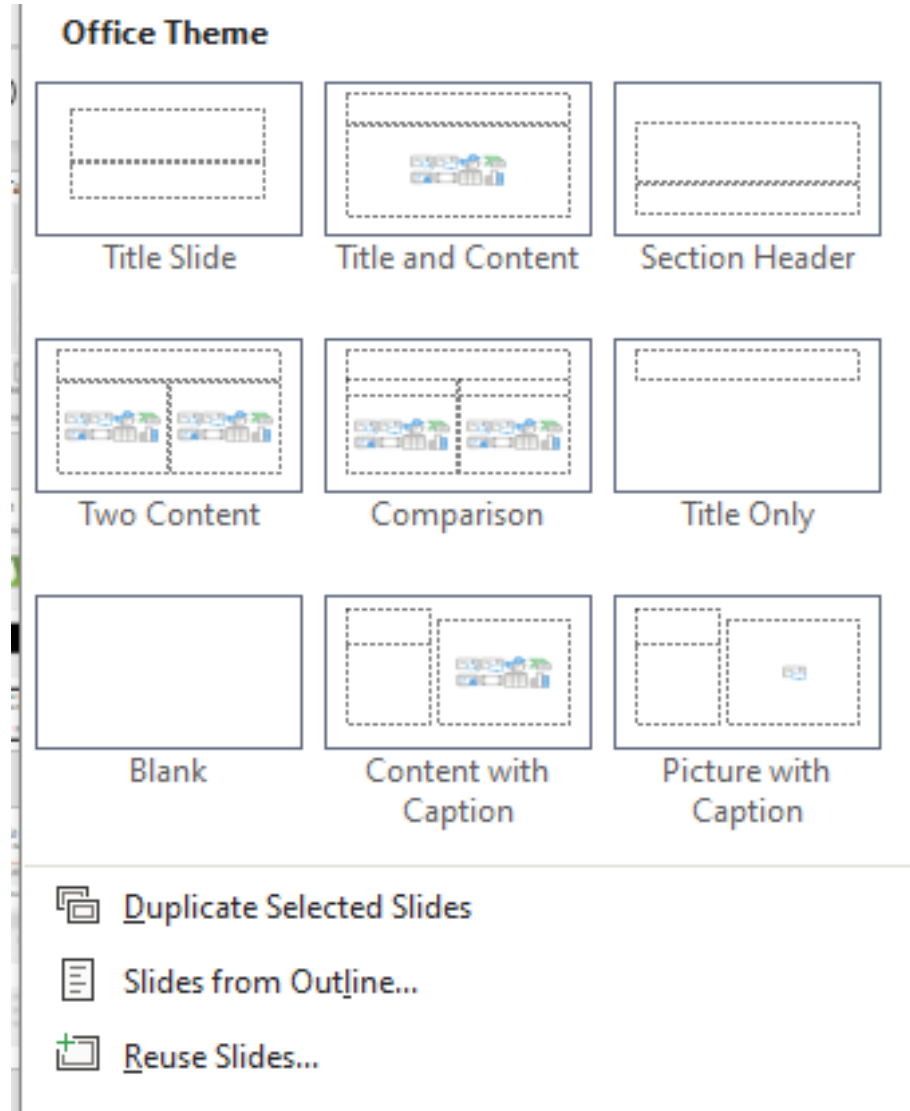 Office Theme
Title Slide
Title and Content
Section Header
Two Content
Comparison
Title Only
Blank
Content with
Caption
Picture with
Caption
Duplicate Selected Slides
Slides from Outline...
Reuse Slides...